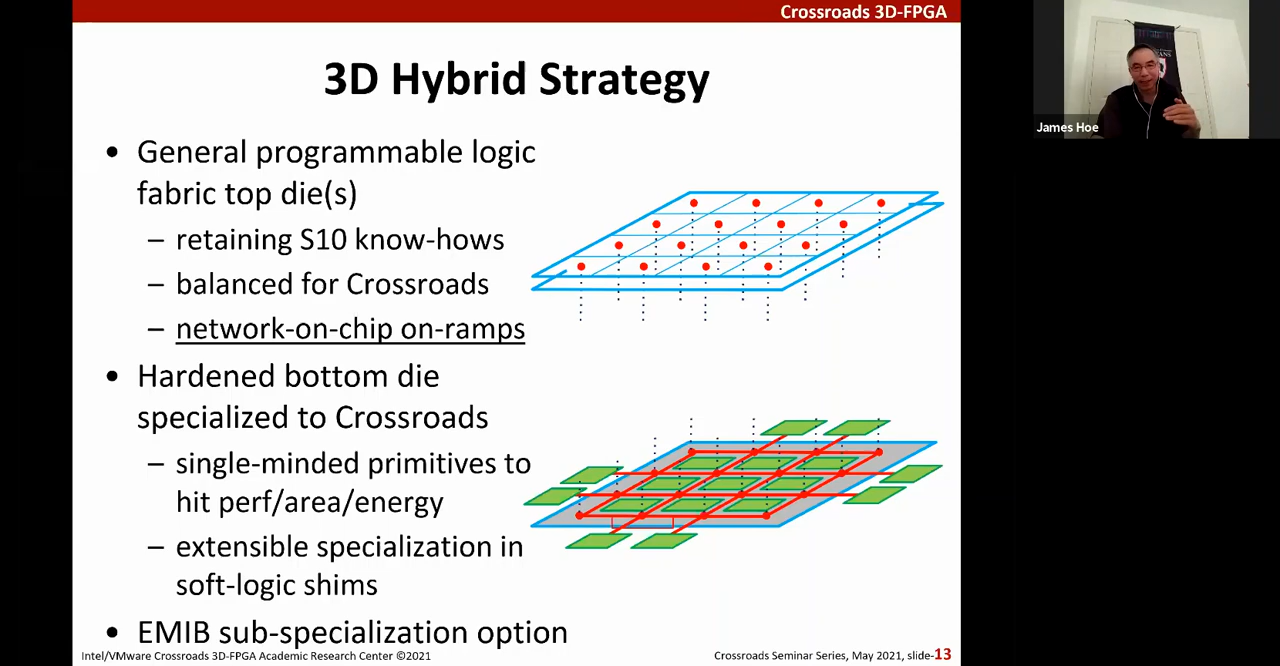 Crossroads 3D-FPGA
3D Hybrid Strategy
• General programmable logic
fabric top die(s)
– retaining S10 know-hows
– balanced for Crossroads
– network-on-chip on-ramps
• Hardened bottom die
specialized to Crossroads
– single-minded primitives to
hit perf/area/energy
– extensible specialization in
soft-logic shims
• EMIB sub-specialization option
Intel/VMware Crossroads 3D-FPGA Academic Research Center ©2021
Crossroads Seminar Series, May 2021, slide-13
James Hoe